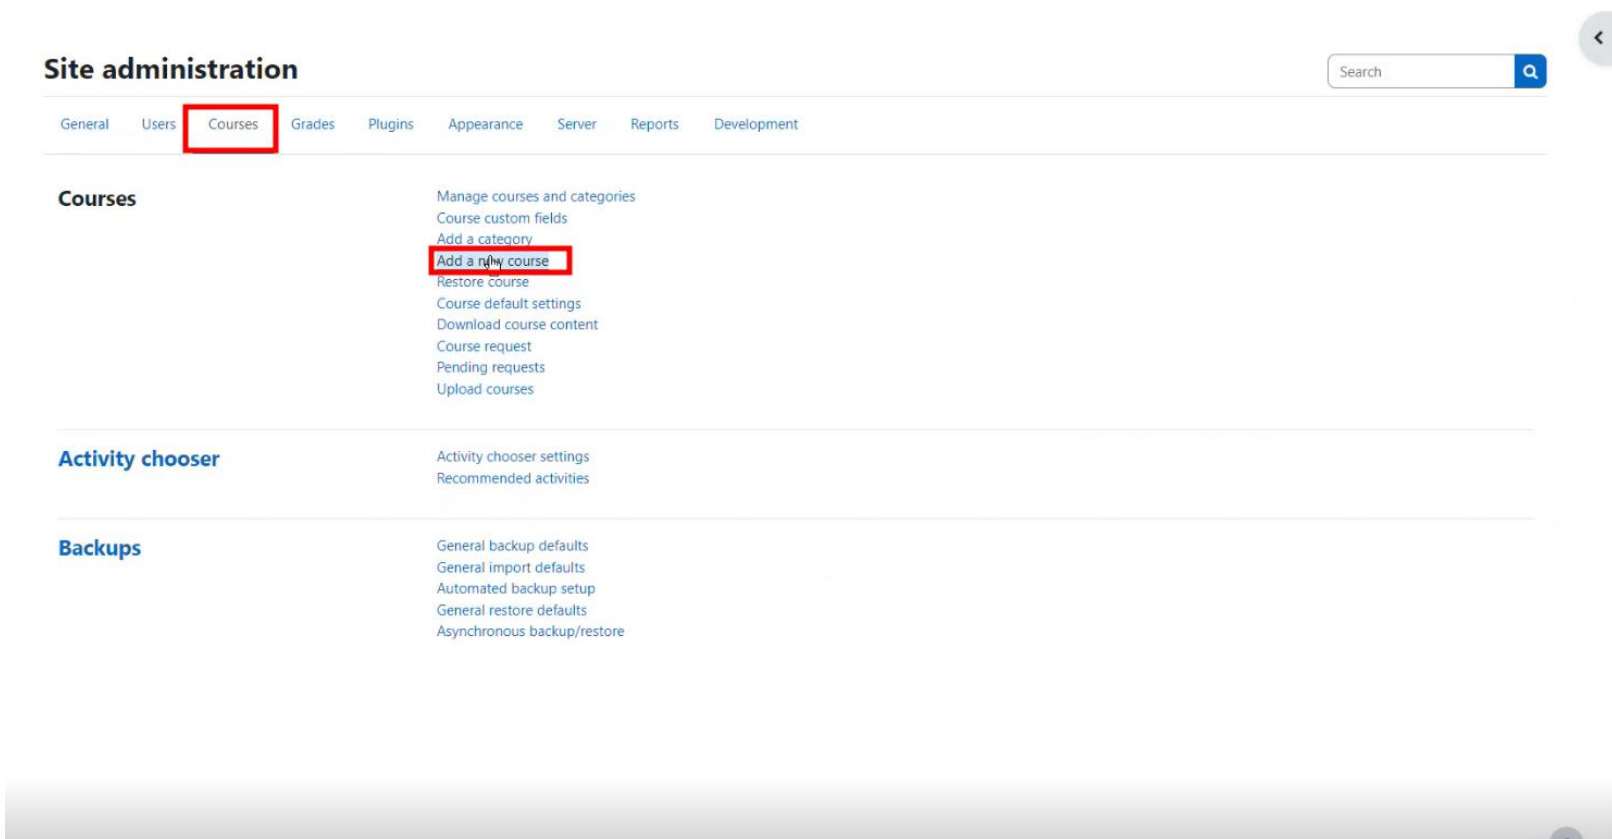 Site administration
Search
General Users Courses Grades Plugins Appearance Server Reports Development
Courses
Manage courses and categories
Course custom fields
Add a category
Add a new course
Restore course
Course default settings
Download course content
Course request
Pending requests
Upload courses
Activity chooser
Activity chooser settings
Recommended activities
Backups
General backup defaults
General import defaults
Automated backup setup
General restore defaults
Asynchronous backup/restore